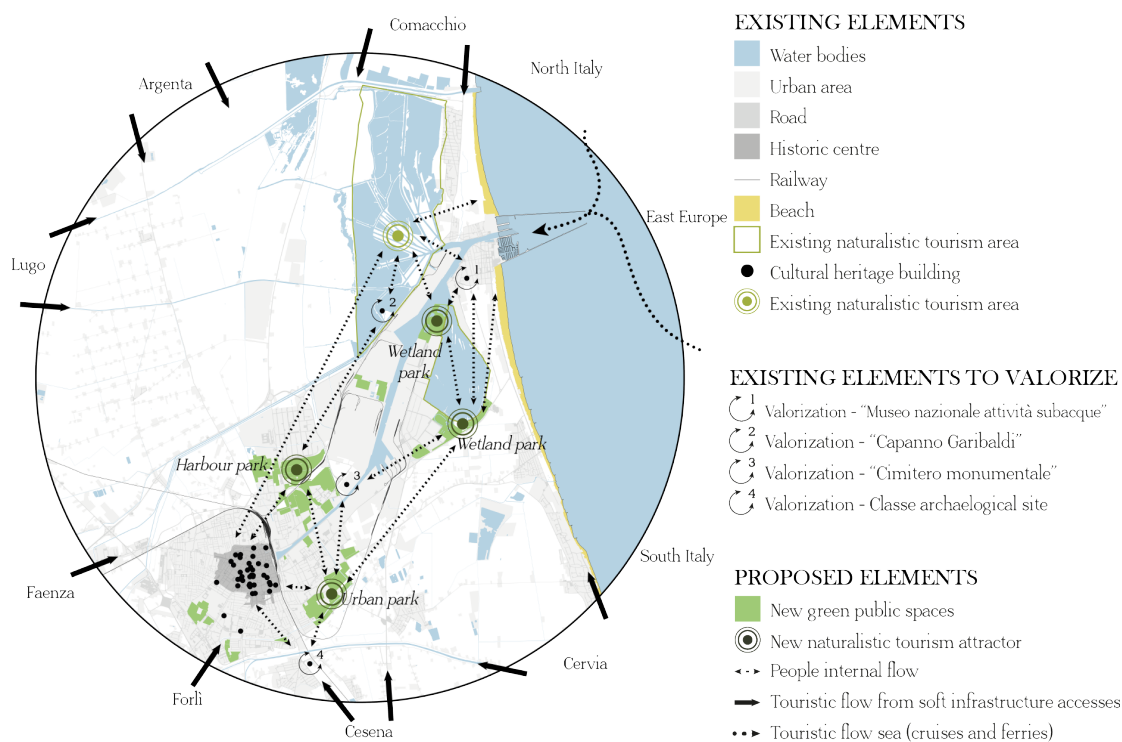 Comacchio
North Italy
Argenta
East Europe
Lugo
1
2
Wetland
park
Wetland park
Harbour park
3
South Italy
Faenza
Urban park
4
Cervia
Forlì
Cesena
EXISTING ELEMENTS
Water bodies
Urban area
Road
Historic centre
Railway
Beach
Existing naturalistic tourism area
Cultural heritage building
Existing naturalistic tourism area
EXISTING ELEMENTS TO VALORIZE
1 Valorization - "Museo nazionale attività subacque"
2 Valorization - "Capanno Garibaldi"
3 Valorization - "Cimitero monumentale"
4 Valorization - Classe archaelogical site
PROPOSED ELEMENTS
New green public spaces
New naturalistic tourism attractor
People internal flow
Touristic flow from soft infrastructure accesses
Touristic flow sea (cruises and ferries)